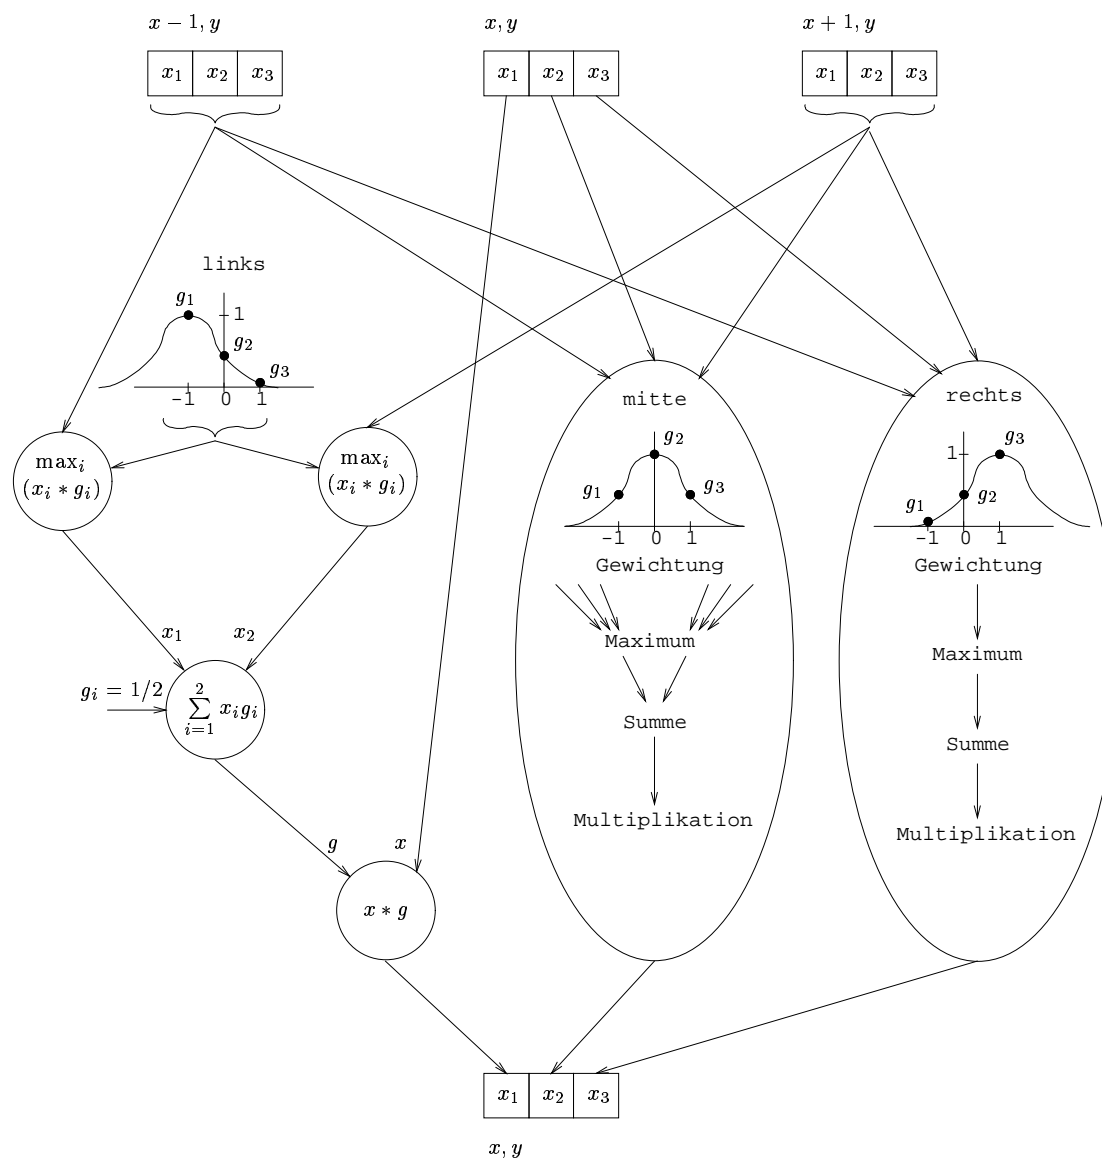 x − 1, y
x, y
x + 1, y
x₁ x₂ x₃
x₁ x₂ x₃
x₁ x₂ x₃
links
g₁
1
g₂
g₃
-1 0 1
maxᵢ
(xᵢ ∗ gᵢ)
maxᵢ
(xᵢ ∗ gᵢ)
x₁
x₂
gᵢ = 1/2
2
∑ xᵢgᵢ
i=1
g
x
x ∗ g
mitte
g₂
g₁
g₃
-1 0 1
Gewichtung
Maximum
Summe
Multiplikation
rechts
1
g₃
g₁
g₂
-1 0 1
Gewichtung
Maximum
Summe
Multiplikation
x₁ x₂ x₃
x, y